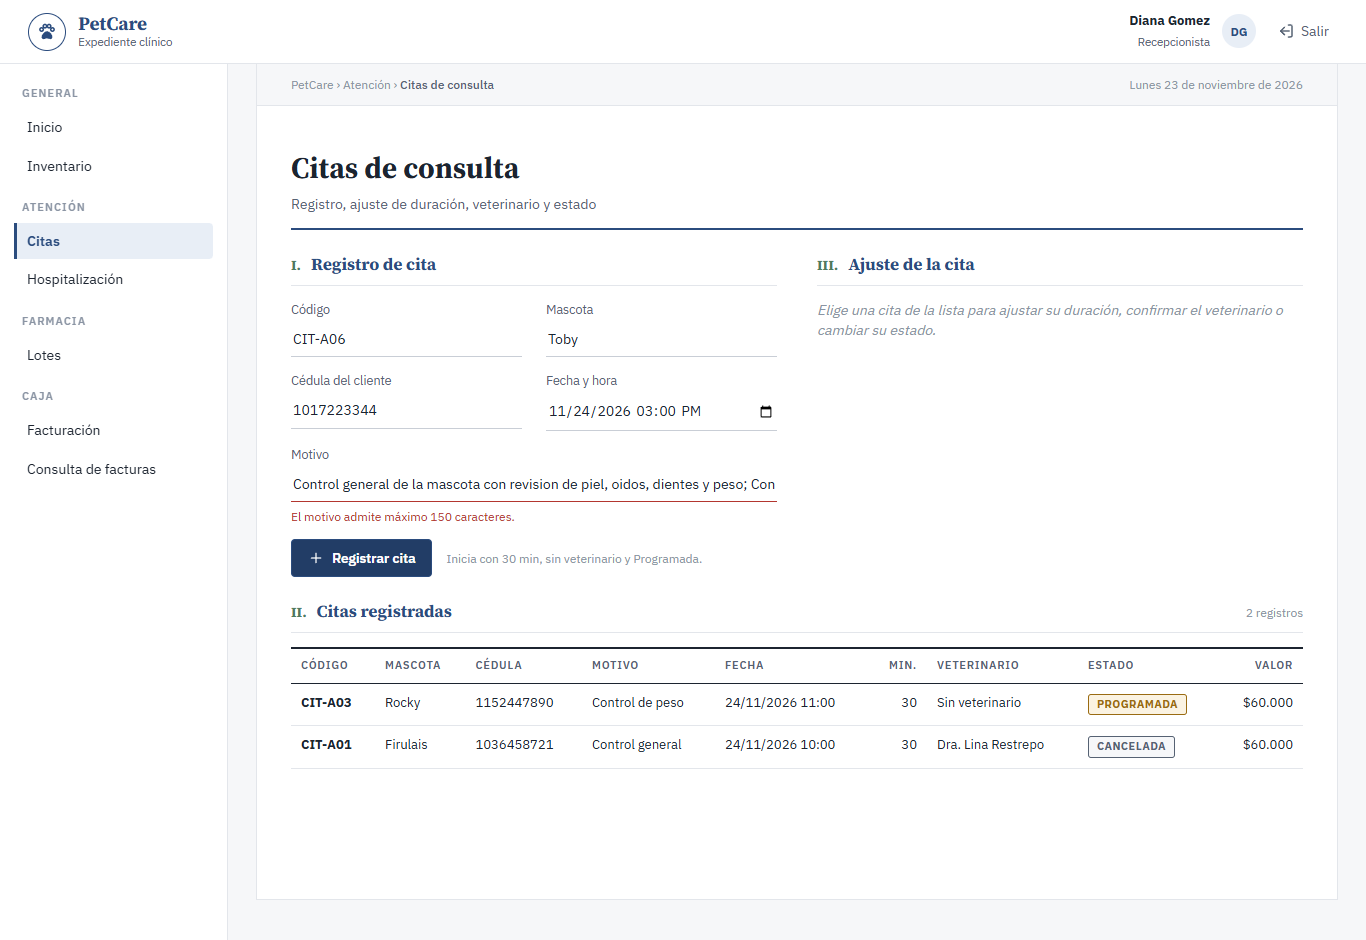 PetCare
Expediente clínico
Diana Gomez
Recepcionista
DG
Salir
GENERAL
Inicio
Inventario
ATENCIÓN
Citas
Hospitalización
FARMACIA
Lotes
CAJA
Facturación
Consulta de facturas
PetCare › Atención › Citas de consulta
Lunes 23 de noviembre de 2026
Citas de consulta
Registro, ajuste de duración, veterinario y estado
I. Registro de cita
Código
Mascota
CIT-A06
Toby
Cédula del cliente
Fecha y hora
1017223344
11/24/2026 03:00 PM
Motivo
Control general de la mascota con revision de piel, oidos, dientes y peso; Con
El motivo admite máximo 150 caracteres.
+ Registrar cita
Inicia con 30 min, sin veterinario y Programada.
III. Ajuste de la cita
Elige una cita de la lista para ajustar su duración, confirmar el veterinario o
cambiar su estado.
II. Citas registradas
2 registros
CÓDIGO MASCOTA CÉDULA MOTIVO FECHA MIN. VETERINARIO ESTADO VALOR
CIT-A03 Rocky 1152447890 Control de peso 24/11/2026 11:00 30 Sin veterinario PROGRAMADA $60.000
CIT-A01 Firulais 1036458721 Control general 24/11/2026 10:00 30 Dra. Lina Restrepo CANCELADA $60.000